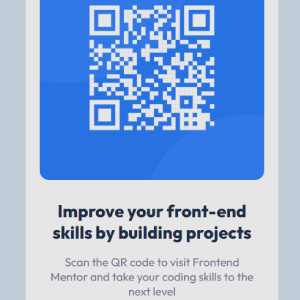 Improve your front-end
skills by building projects
Scan the QR code to visit Frontend
Mentor and take your coding skills to the
next level